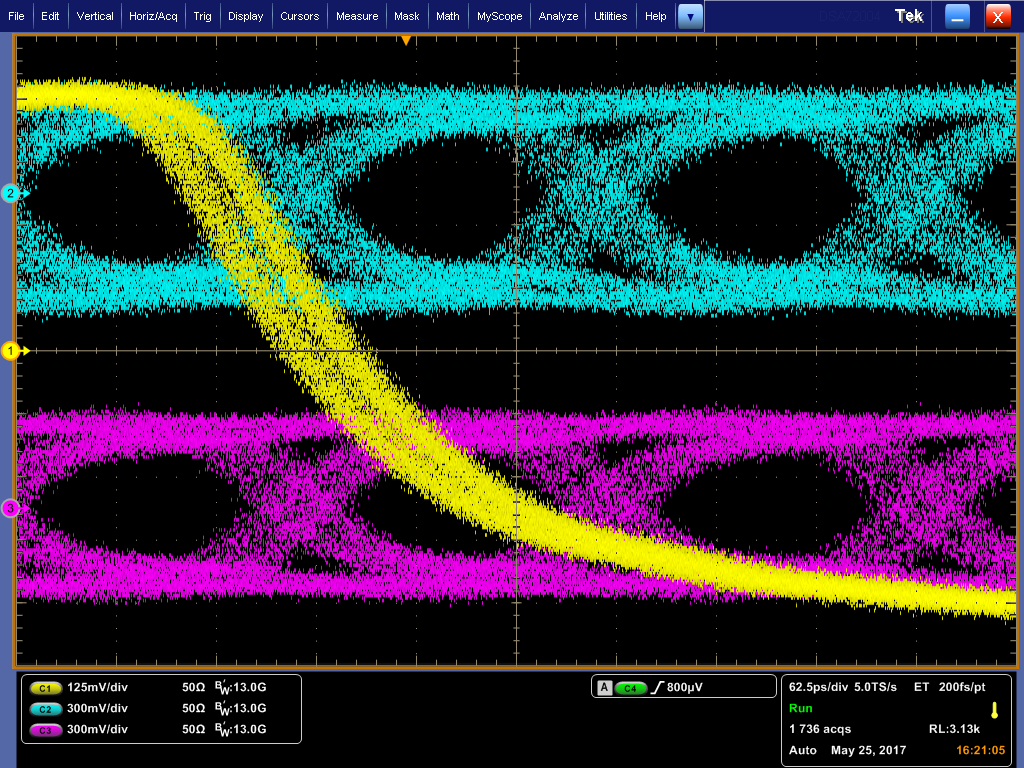 File Edit Vertical Horiz/Acq Trig Display Cursors Measure Mask Math MyScope Analyze Utilities Help Tek X
2
1
3
C1 125mV/div 50Ω BW:13.0G
C2 300mV/div 50Ω BW:13.0G
C3 300mV/div 50Ω BW:13.0G
A C4 800µV
62.5ps/div 5.0TS/s ET 200fs/pt
Run
1 736 acqs RL:3.13k
Auto May 25, 2017 16:21:05